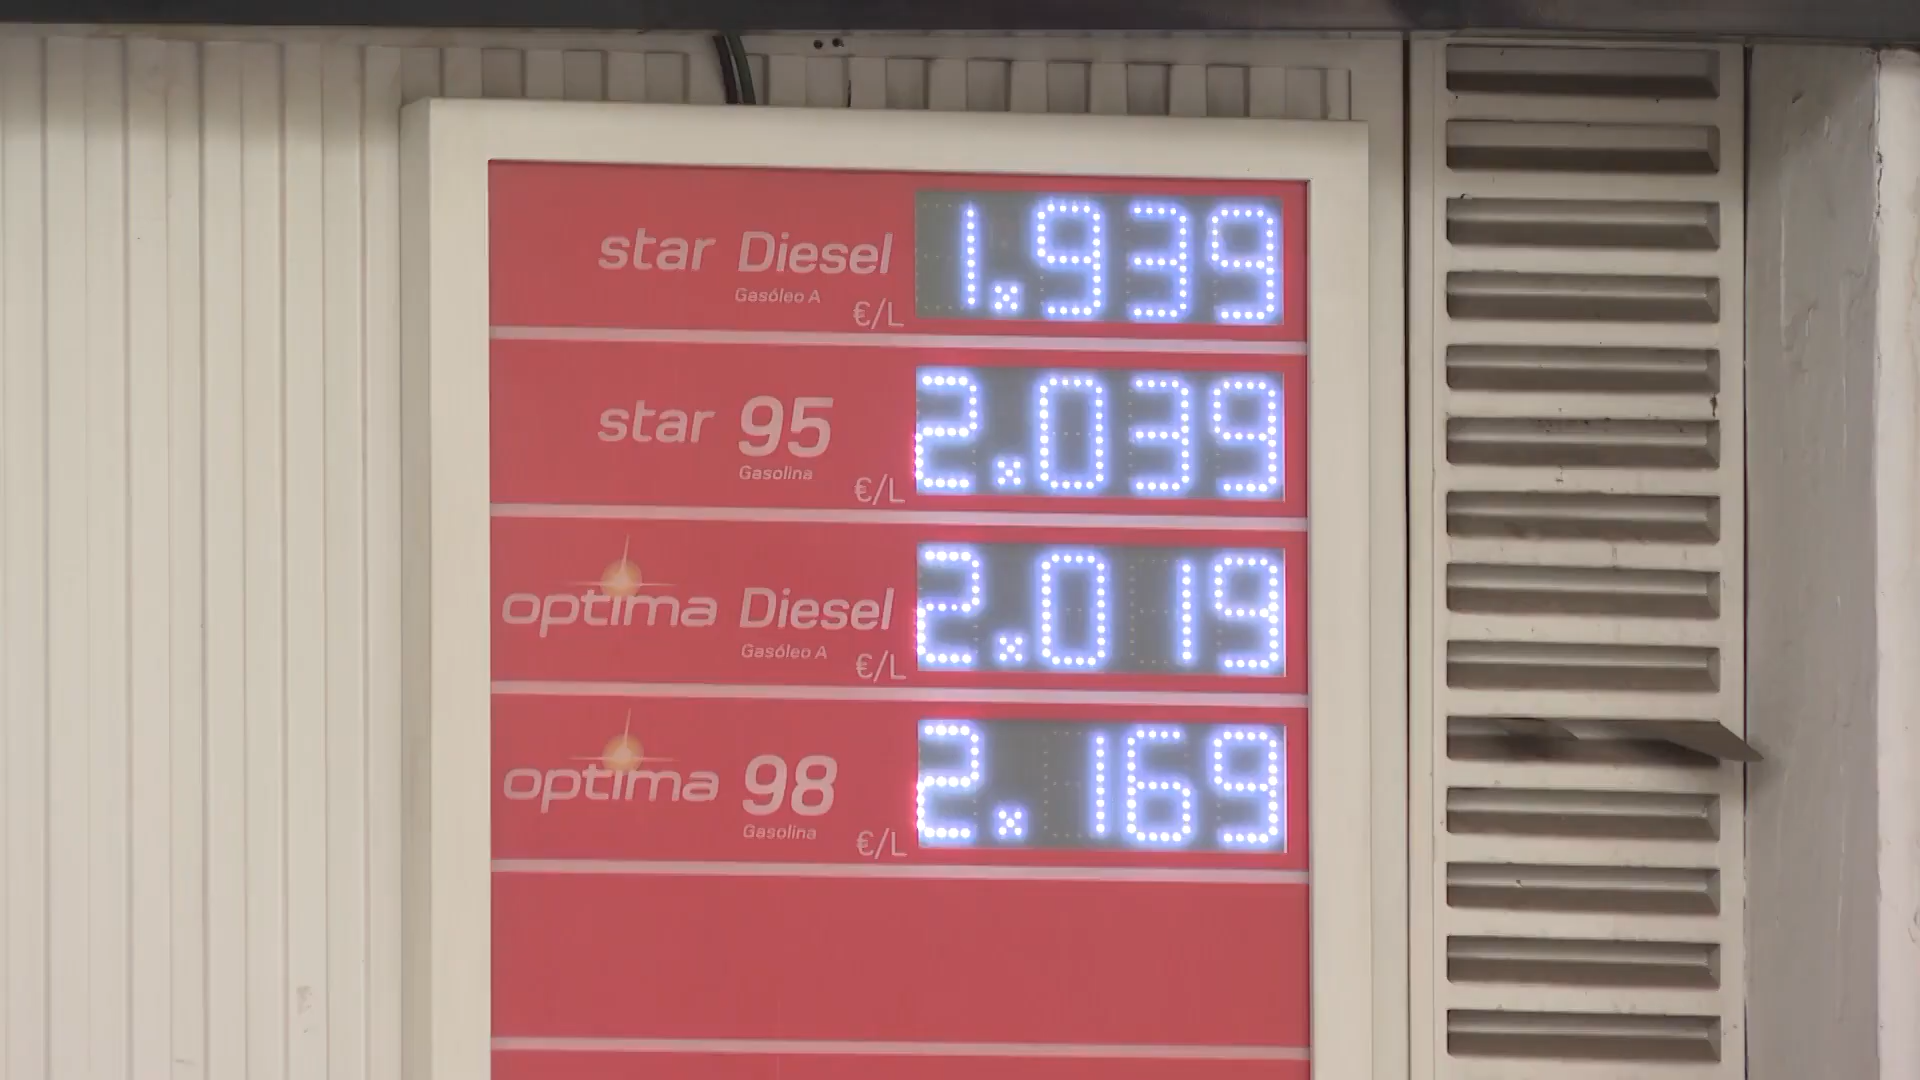 star Diesel 1.939
Gasóleo A
€/L
star 95 2.039
Gasolina
€/L
optima Diesel 2.019
Gasóleo A
€/L
optima 98 2.169
Gasolina
€/L